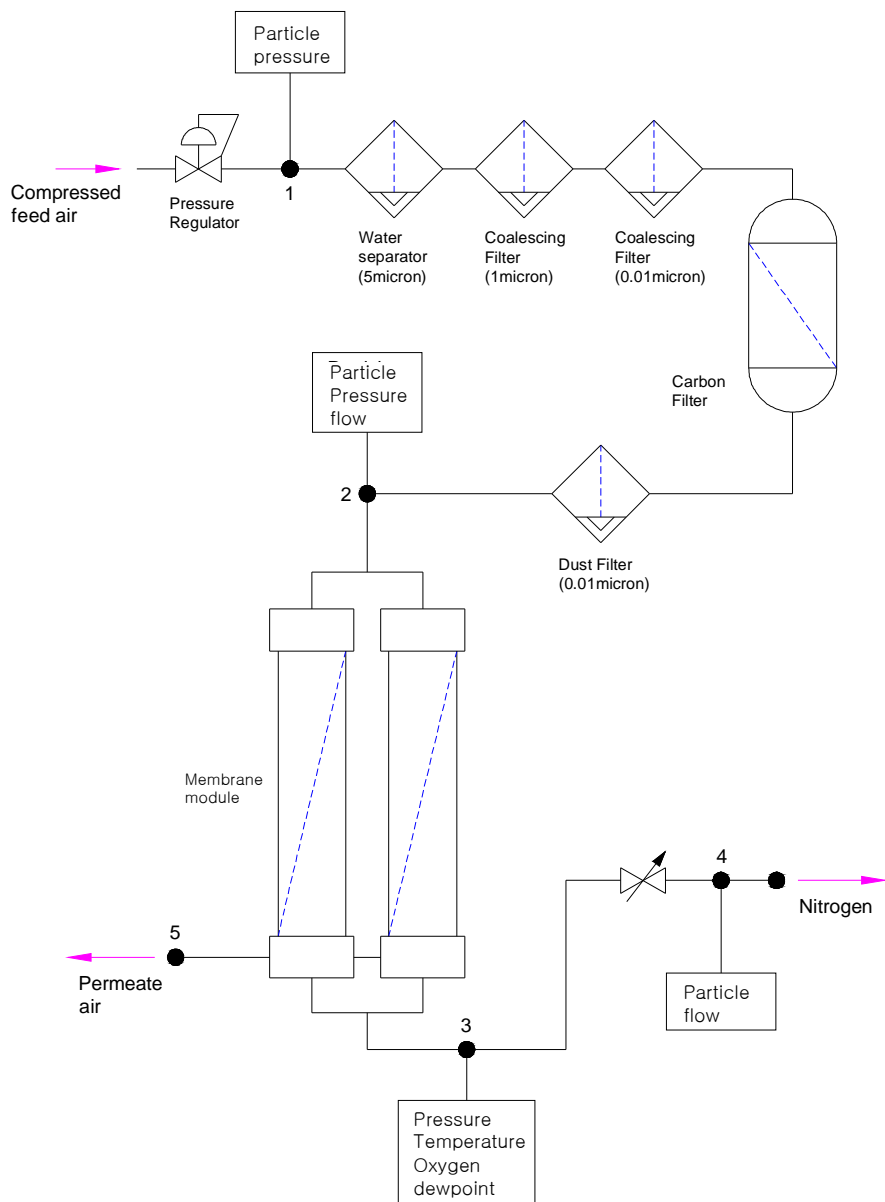 Particle
pressure
Compressed
feed air
Pressure
Regulator
1
Water
separator
(5micron)
Coalescing
Filter
(1micron)
Coalescing
Filter
(0.01micron)
Carbon
Filter
Particle
Pressure
flow
2
Dust Filter
(0.01micron)
Membrane
module
4
Nitrogen
5
Permeate
air
Particle
flow
3
Pressure
Temperature
Oxygen
dewpoint